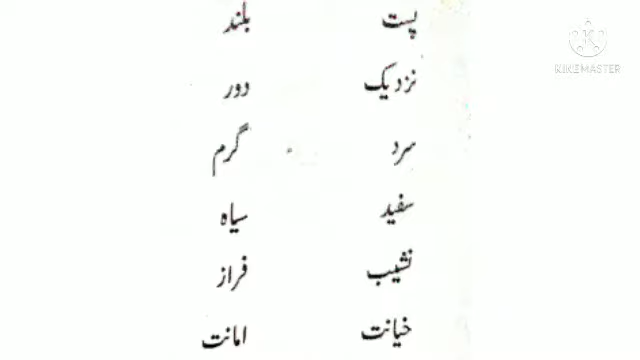 پست بلند
نزدیک دور
سرد گرم
سفید سیاہ
نشیب فراز
خیانت امانت
KINEMASTER